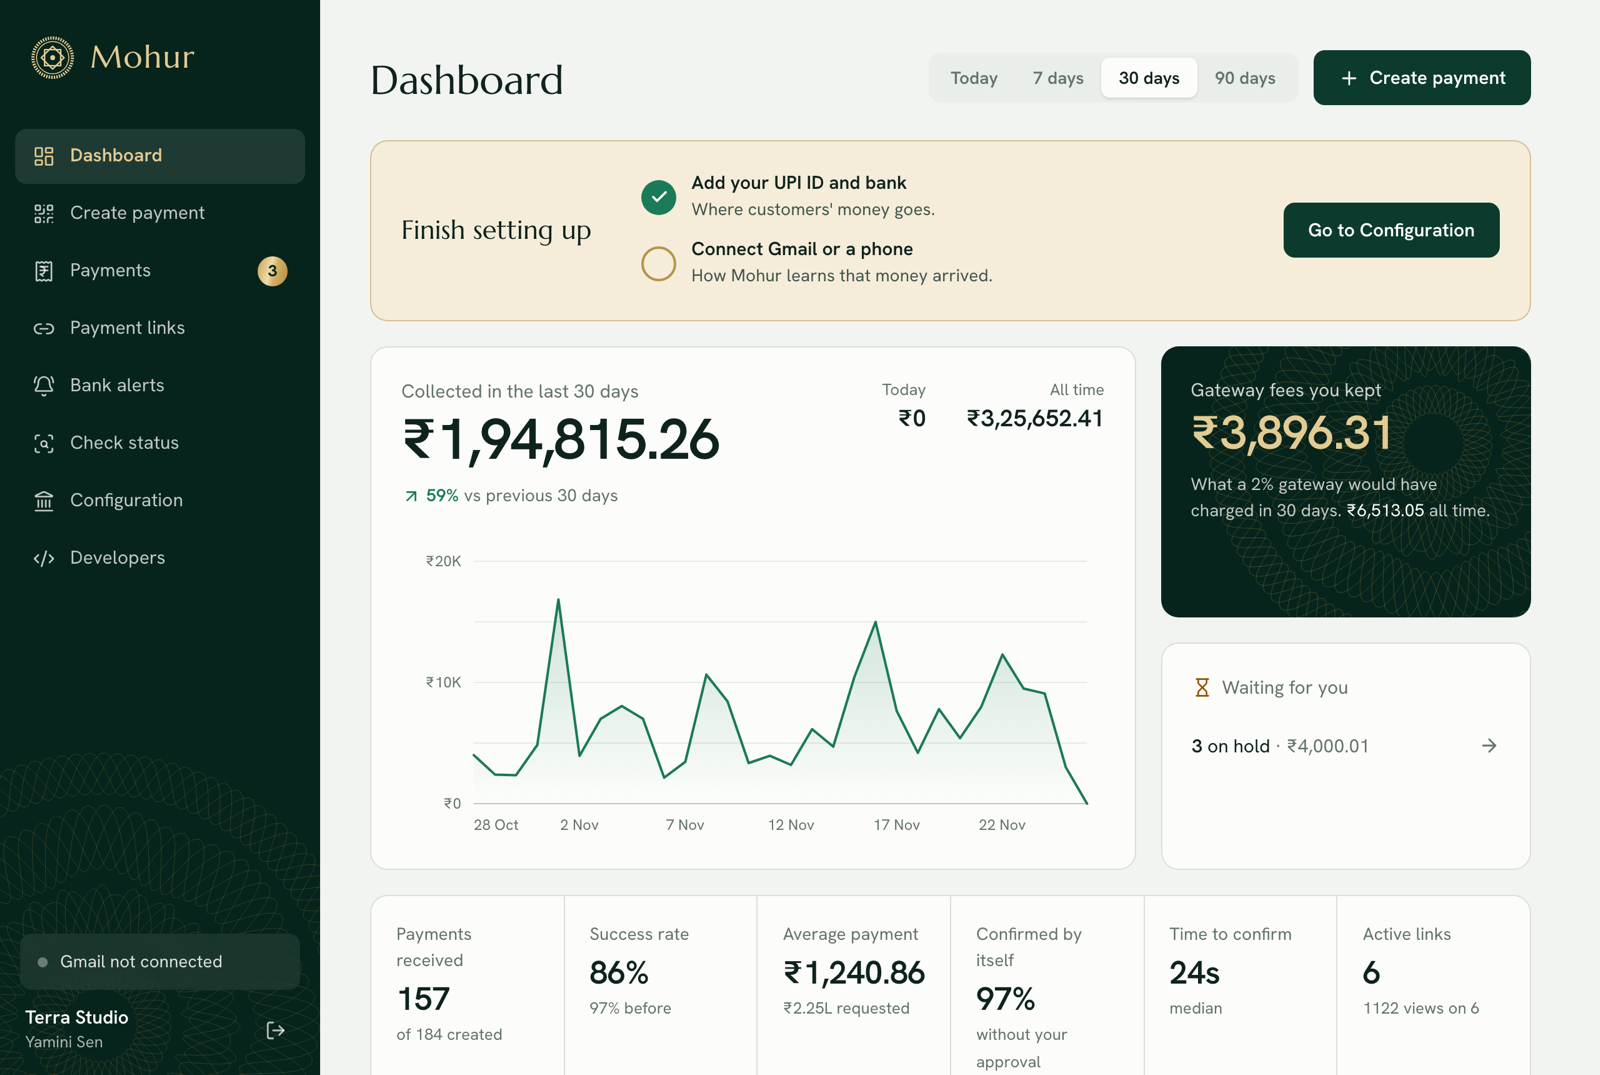 Mohur
Dashboard
Create payment
Payments
3
Payment links
Bank alerts
Check status
Configuration
Developers
Gmail not connected
Terra Studio
Yamini Sen
Dashboard
Today
7 days
30 days
90 days
Create payment
Finish setting up
Add your UPI ID and bank
Where customers' money goes.
Connect Gmail or a phone
How Mohur learns that money arrived.
Go to Configuration
Collected in the last 30 days
₹1,94,815.26
59% vs previous 30 days
Today
₹0
All time
₹3,25,652.41
₹20K
₹10K
₹0
28 Oct
2 Nov
7 Nov
12 Nov
17 Nov
22 Nov
Gateway fees you kept
₹3,896.31
What a 2% gateway would have
charged in 30 days. ₹6,513.05 all time.
Waiting for you
3 on hold · ₹4,000.01
Payments
received
157
of 184 created
Success rate
86%
97% before
Average payment
₹1,240.86
₹2.25L requested
Confirmed by
itself
97%
without your
approval
Time to confirm
24s
median
Active links
6
1122 views on 6